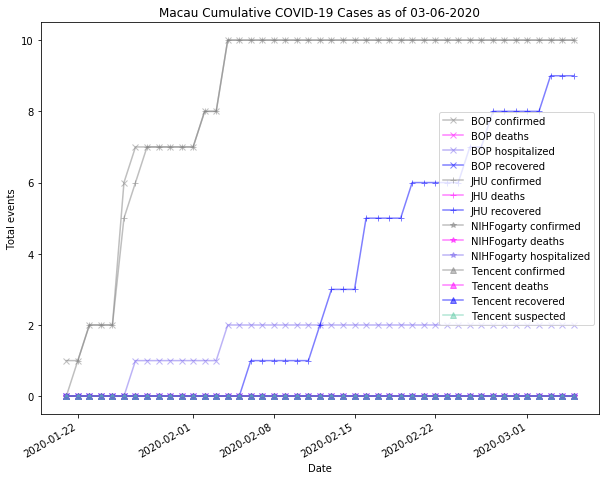 Macau Cumulative COVID-19 Cases as of 03-06-2020
10
8
6
4
2
0
Total events
BOP confirmed
BOP deaths
BOP hospitalized
BOP recovered
JHU confirmed
JHU deaths
JHU recovered
NIHFogarty confirmed
NIHFogarty deaths
NIHFogarty hospitalized
Tencent confirmed
Tencent deaths
Tencent recovered
Tencent suspected
2020-01-22
2020-02-01
2020-02-08
2020-02-15
2020-02-22
2020-03-01
Date